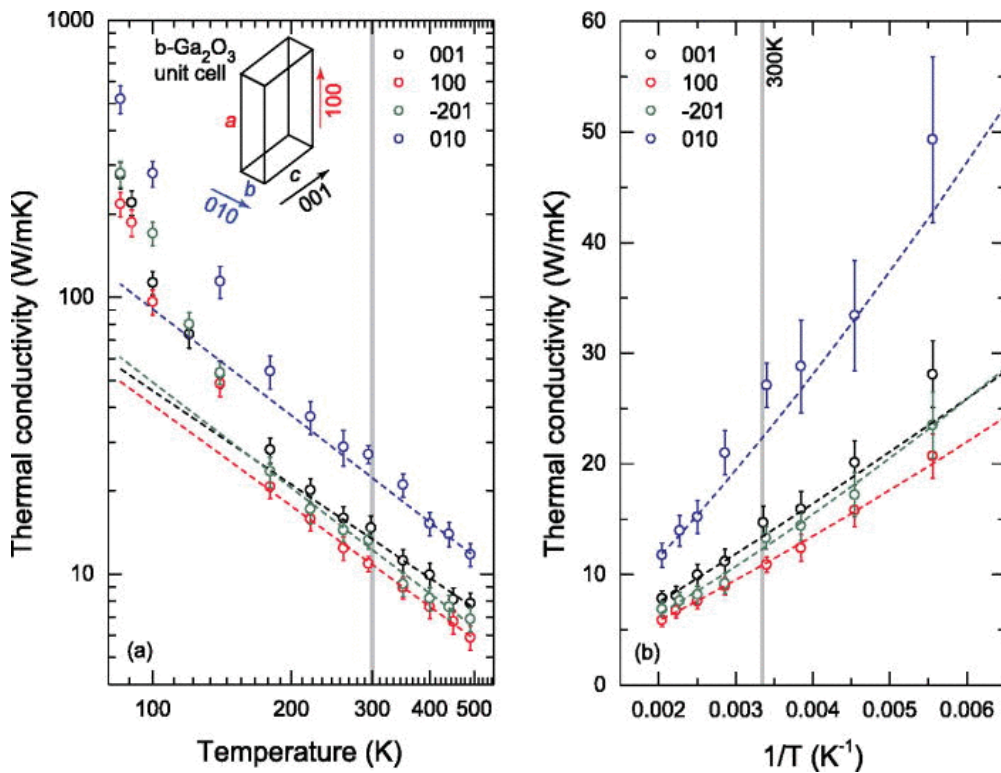 Thermal conductivity (W/mK)
1000
100
10
b-Ga₂O₃
unit cell
a
b
c
100
010
001
001
100
-201
010
(a)
100
200
300
400
500
Temperature (K)
Thermal conductivity (W/mK)
60
50
40
30
20
10
0
001
100
-201
010
300K
(b)
0.002
0.003
0.004
0.005
0.006
1/T (K⁻¹)